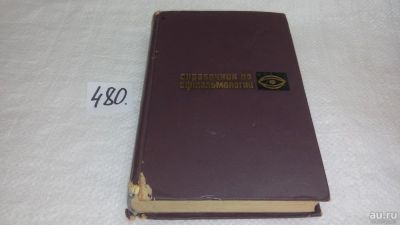 480.
справочник по
офтальмологии
au.ru